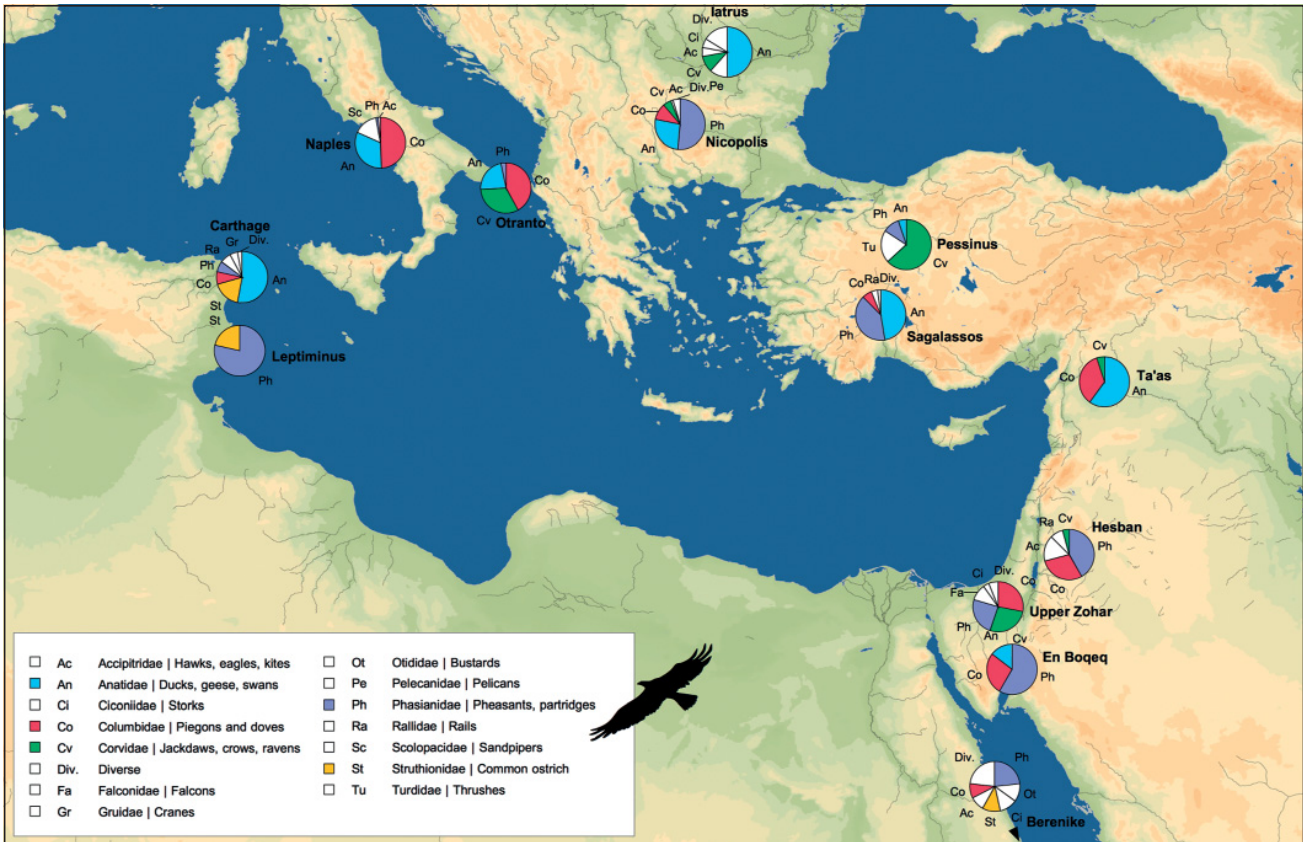 Iatrus
Div.
Ci
Ac
An
Cv
Cv Ac Div. Pe
Co
Ph
An
Nicopolis
Ph Ac
Sc
Naples
Co
An
Ph
An
Co
Cv
Otranto
Carthage
Gr Div.
Ra
Ph
An
Co
St
St
Leptiminus
Ph
Ph An
Tu
Pessinus
Cv
Co Ra Div.
An
Ph
Sagalassos
Cv
Co
Ta'as
An
Ra Cv
Hesban
Ac
Ph
Co
Ci Div.
Co
Fa
Upper Zohar
Ph
An
Cv
En Boqeq
Co
Ph
Div.
Ph
Co
Ot
Ac
St
Ci
Berenike
Ac Accipitridae | Hawks, eagles, kites
An Anatidae | Ducks, geese, swans
Ci Ciconiidae | Storks
Co Columbidae | Piegons and doves
Cv Corvidae | Jackdaws, crows, ravens
Div. Diverse
Fa Falconidae | Falcons
Gr Gruidae | Cranes
Ot Otididae | Bustards
Pe Pelecanidae | Pelicans
Ph Phasianidae | Pheasants, partridges
Ra Rallidae | Rails
Sc Scolopacidae | Sandpipers
St Struthionidae | Common ostrich
Tu Turdidae | Thrushes